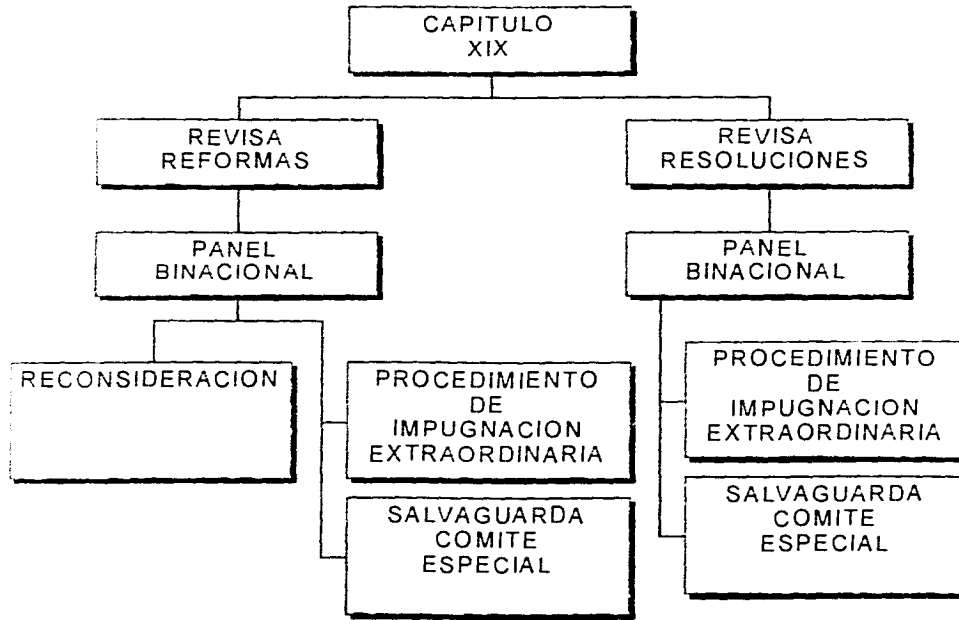 CAPITULO
XIX
REVISA
REFORMAS
REVISA
RESOLUCIONES
PANEL
BINACIONAL
PANEL
BINACIONAL
RECONSIDERACION
PROCEDIMIENTO
DE
IMPUGNACION
EXTRAORDINARIA
PROCEDIMIENTO
DE
IMPUGNACION
EXTRAORDINARIA
SALVAGUARDA
COMITE
ESPECIAL
SALVAGUARDA
COMITE
ESPECIAL